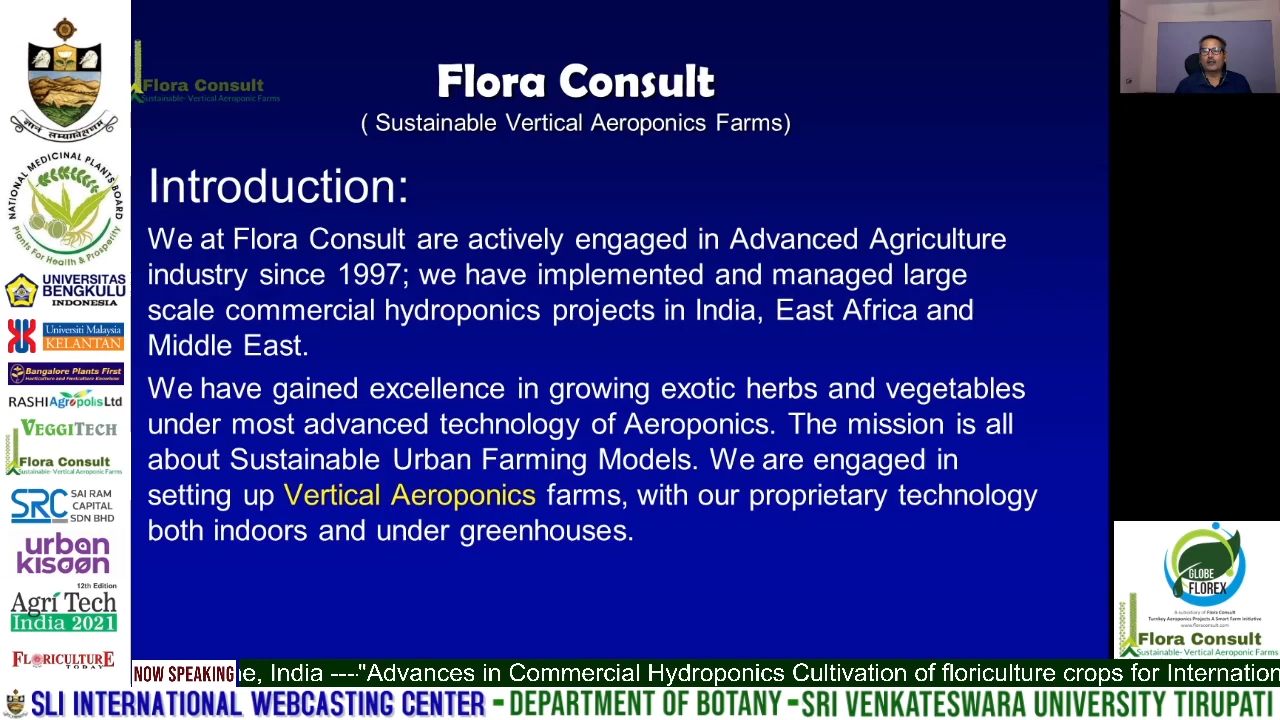 Flora Consult
Sustainable- Vertical Aeroponic Farms
Flora Consult
( Sustainable Vertical Aeroponics Farms)
Introduction:
We at Flora Consult are actively engaged in Advanced Agriculture
industry since 1997; we have implemented and managed large
scale commercial hydroponics projects in India, East Africa and
Middle East.
We have gained excellence in growing exotic herbs and vegetables
under most advanced technology of Aeroponics. The mission is all
about Sustainable Urban Farming Models. We are engaged in
setting up Vertical Aeroponics farms, with our proprietary technology
both indoors and under greenhouses.
NATIONAL MEDICINAL PLANTS BOARD
Plants For Health & Prosperity
UNIVERSITAS
BENGKULU
INDONESIA
Universiti Malaysia
KELANTAN
Bangalore Plants First
RASHI Agropolis Ltd
VEGGITECH
Flora Consult
Sustainable- Vertical Aeroponic Farms
SRC
SAI RAM
CAPITAL
SDN BHD
urban
kisaan
12th Edition
Agri Tech
India 2021
FLORICULTURE
TODAY
GLOBE
FLOREX
A subsidiary of Flora Consult
Turnkey Aeroponics Projects A Smart Farm Initiative
www.floraconsult.com
Flora Consult
Sustainable- Vertical Aeroponic Farms
NOW SPEAKING
e, India ----"Advances in Commercial Hydroponics Cultivation of floriculture crops for Internation
SLI INTERNATIONAL WEBCASTING CENTER - DEPARTMENT OF BOTANY - SRI VENKATESWARA UNIVERSITY TIRUPATI